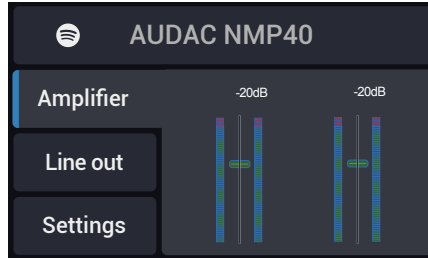 AUDAC NMP40
Amplifier
-20dB -20dB
Line out
Settings